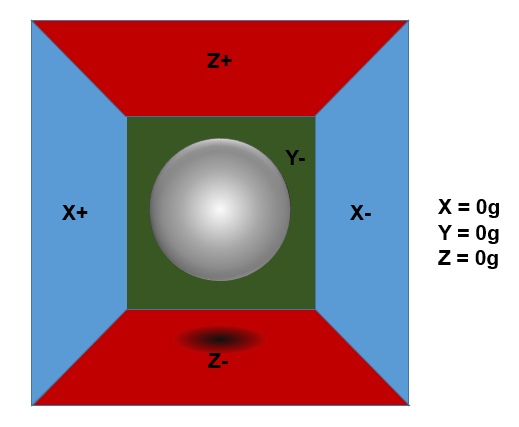 Z+
Y-
X+
X-
X = 0g
Y = 0g
Z = 0g
Z-